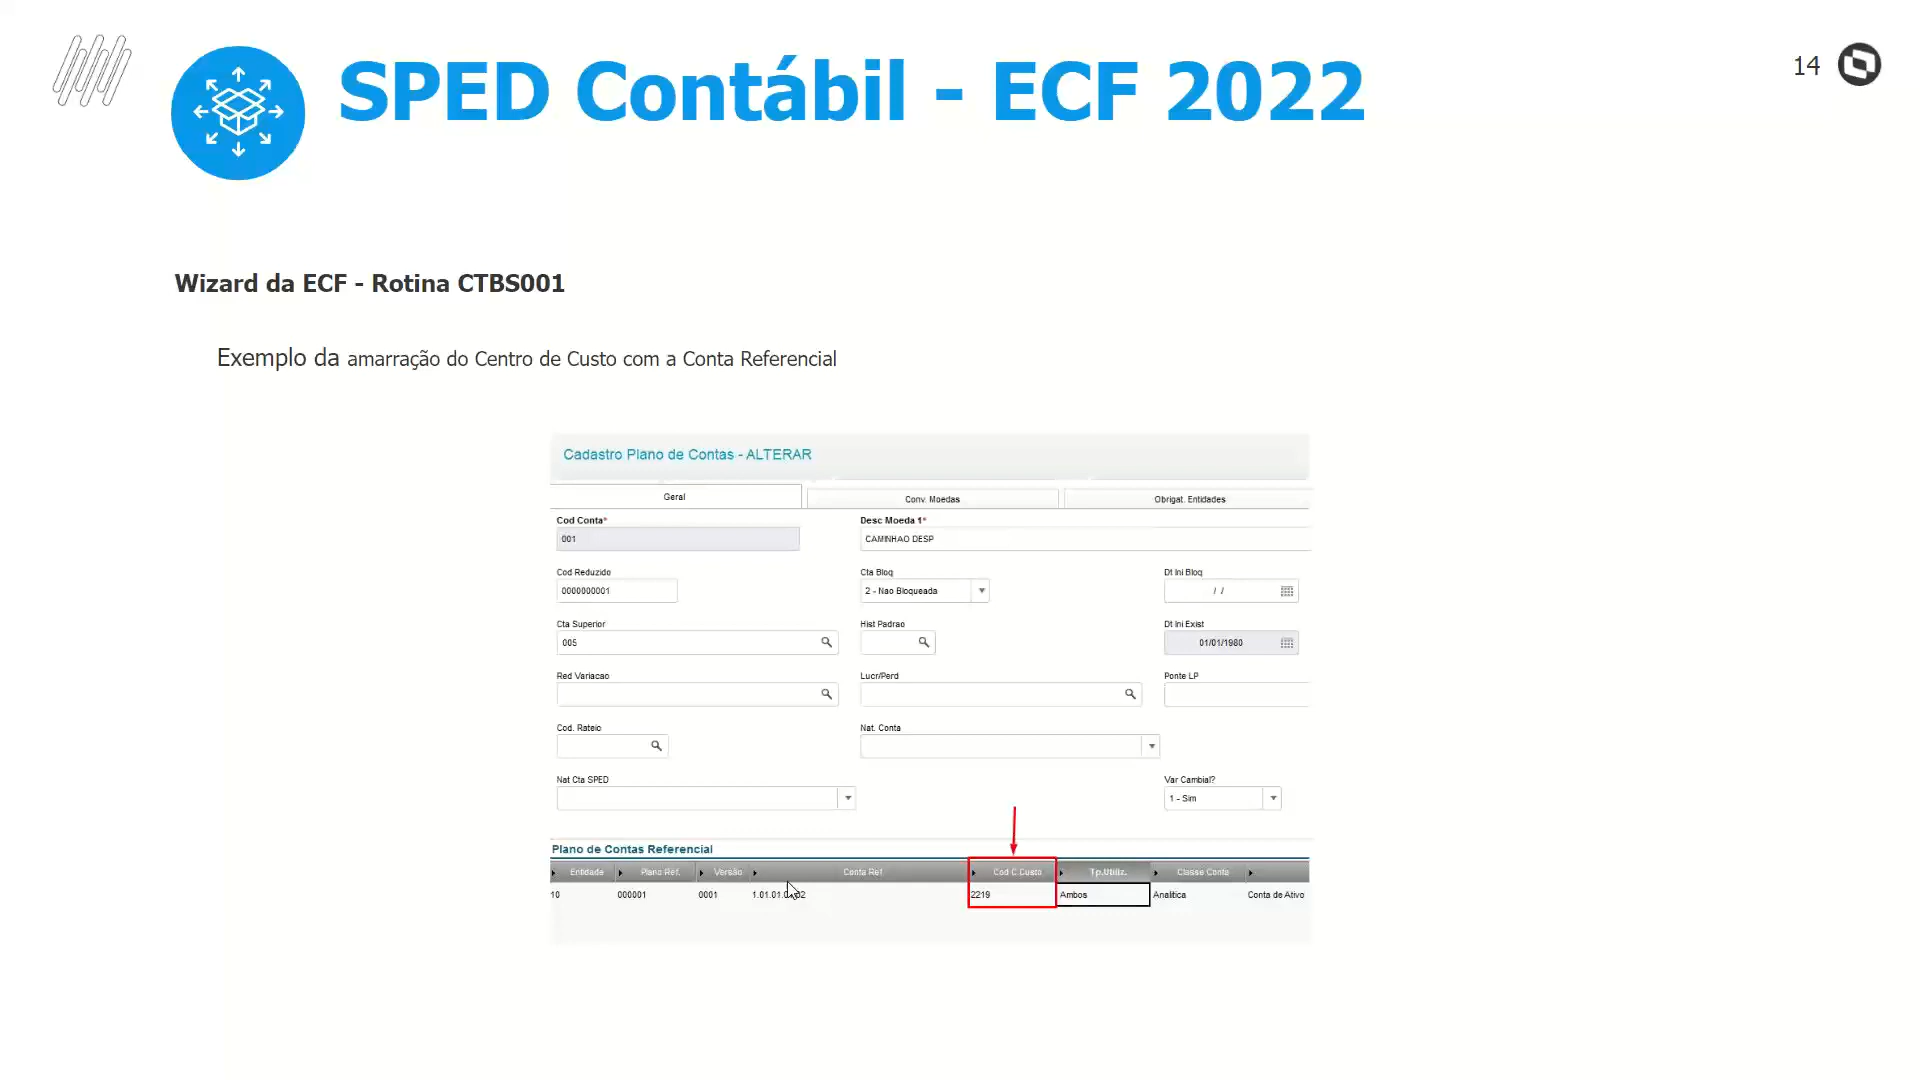 SPED Contábil - ECF 2022
14
Wizard da ECF - Rotina CTBS001
Exemplo da amarração do Centro de Custo com a Conta Referencial
Cadastro Plano de Contas - ALTERAR
Geral Conv. Moedas Obrigat. Entidades
Cod Conta* Desc Moeda 1*
001 CAMINHAO DESP
Cod Reduzido Cta Bloq Dt Ini Bloq
0000000001 2 - Nao Bloqueada / /
Cta Superior Hist Padrao Dt Ini Exist
005 01/01/1980
Red Variacao Lucr/Perd Ponte LP
Cod. Rateio Nat. Conta
Nat Cta SPED Var Cambial?
1 - Sim
Plano de Contas Referencial
Entidade Plano Ref. Versão Conta Ref. Cod C.Custo Tp.Utiliz. Classe Conta
10 000001 0001 2219 Ambos Analitica Conta de Ativo